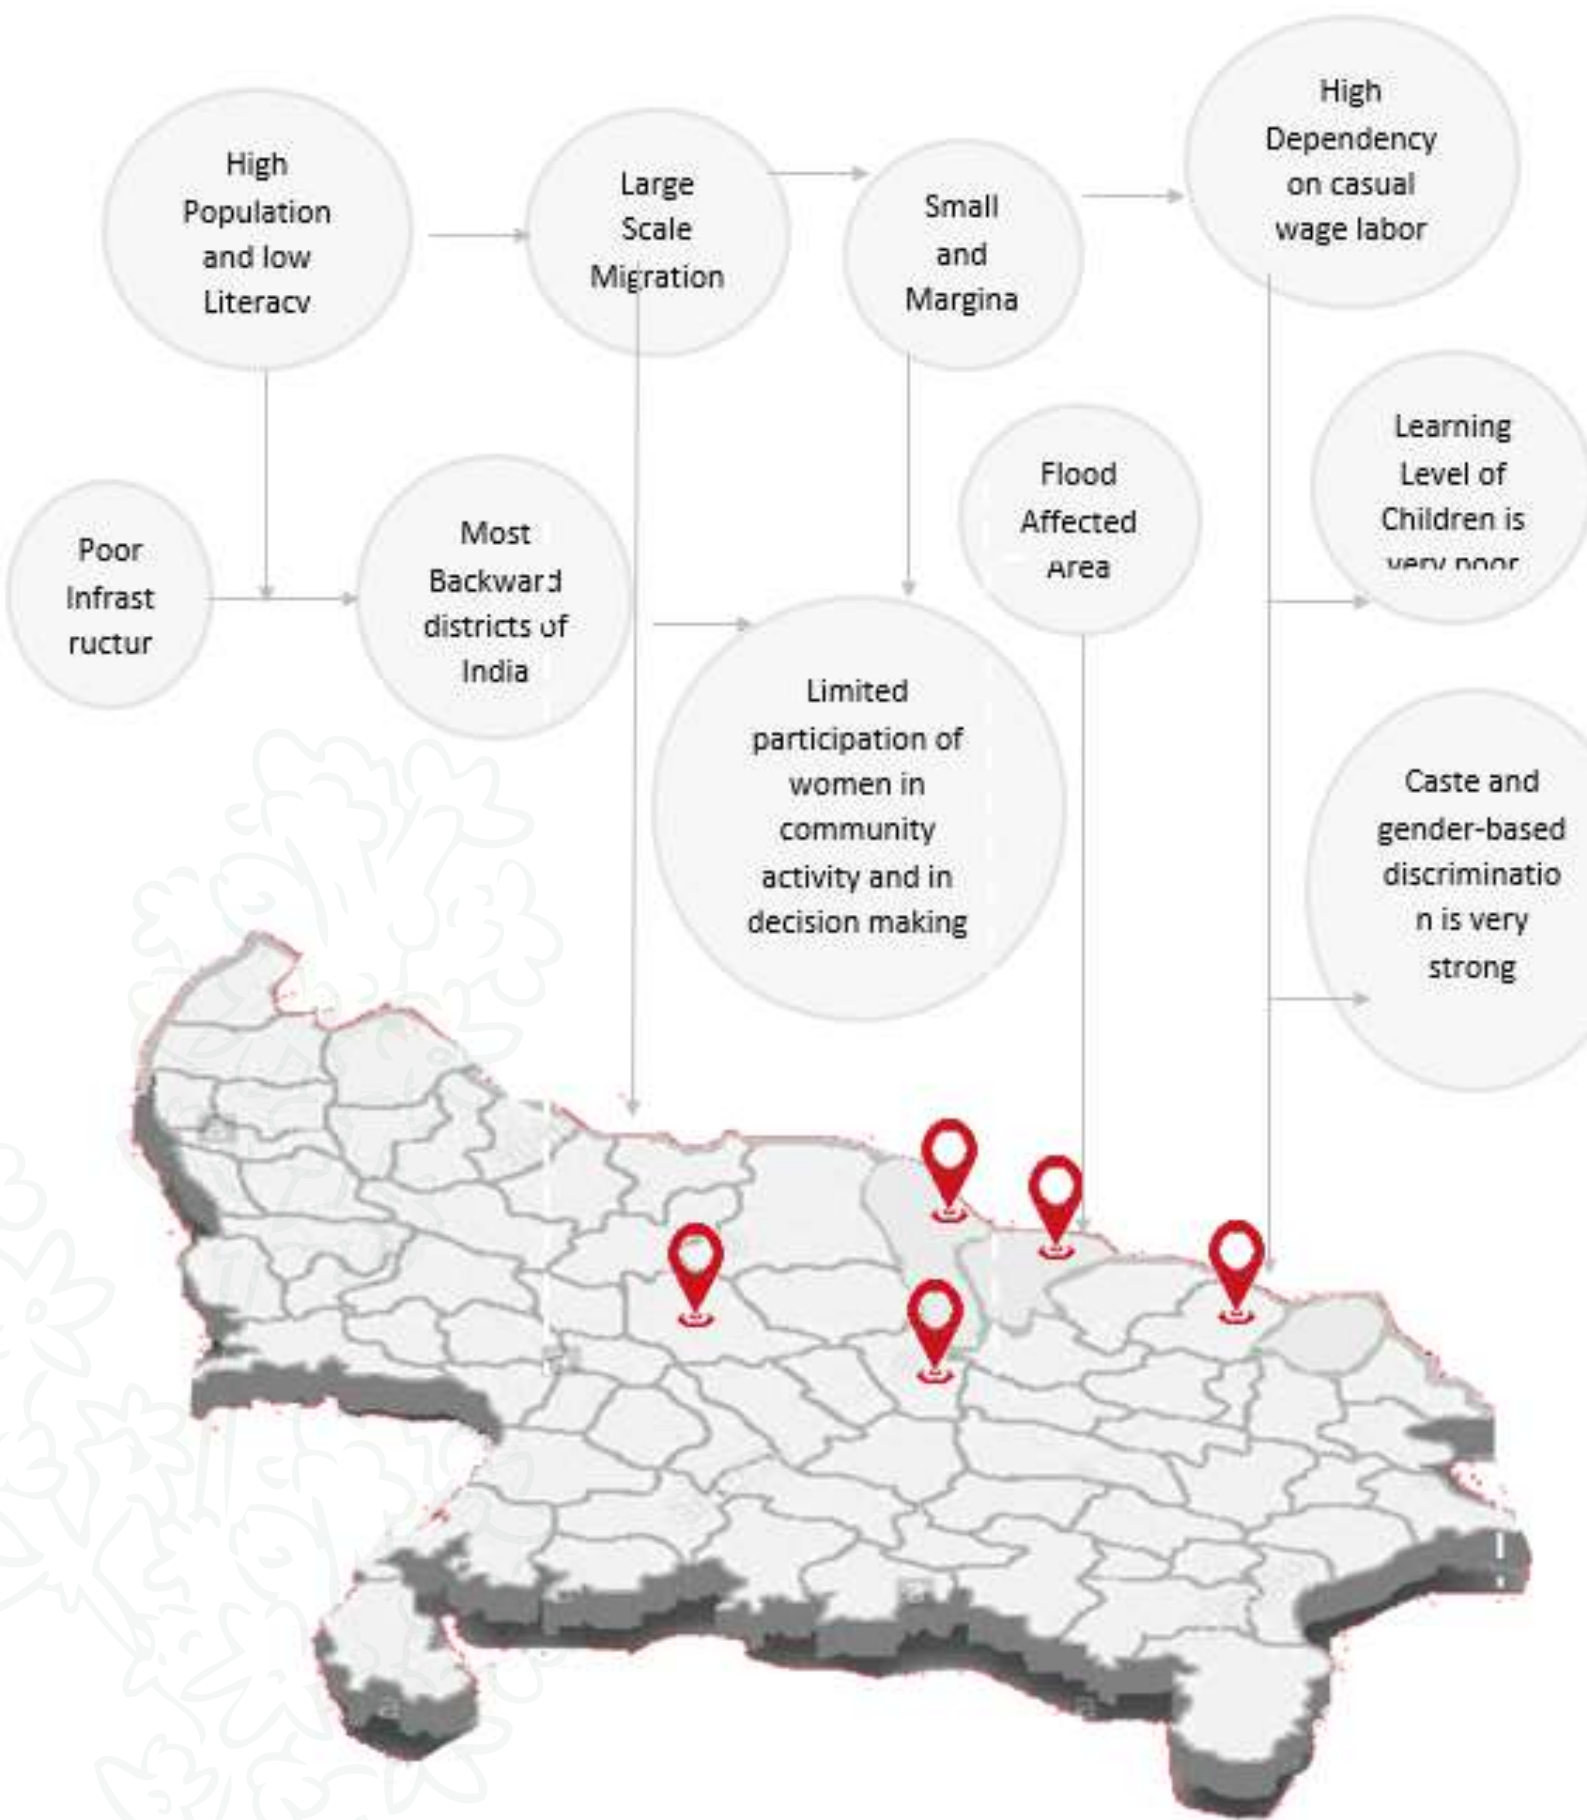 High
Population
and low
Literacy
Large
Scale
Migration
Small
and
Margina
High
Dependency
on casual
wage labor
Poor
Infrast
ructur
Most
Backward
districts of
India
Flood
Affected
Area
Learning
Level of
Children is
very poor
Limited
participation of
women in
community
activity and in
decision making
Caste and
gender-based
discriminatio
n is very
strong